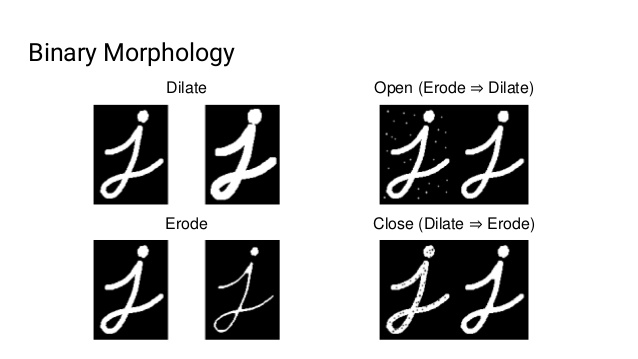 Binary Morphology
Dilate
Open (Erode ⇒ Dilate)
j
j
j
j
Erode
Close (Dilate ⇒ Erode)
j
j
j
j